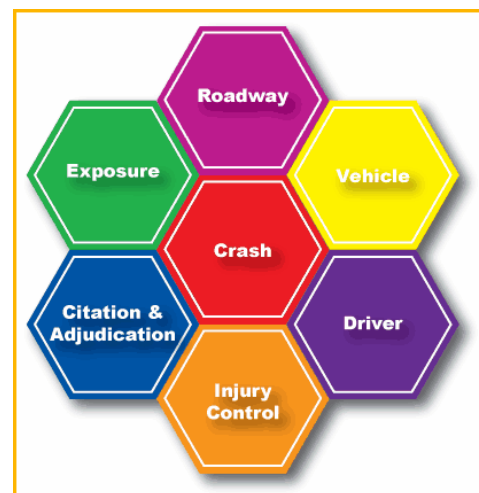 Roadway
Exposure
Vehicle
Crash
Citation &
Adjudication
Driver
Injury
Control